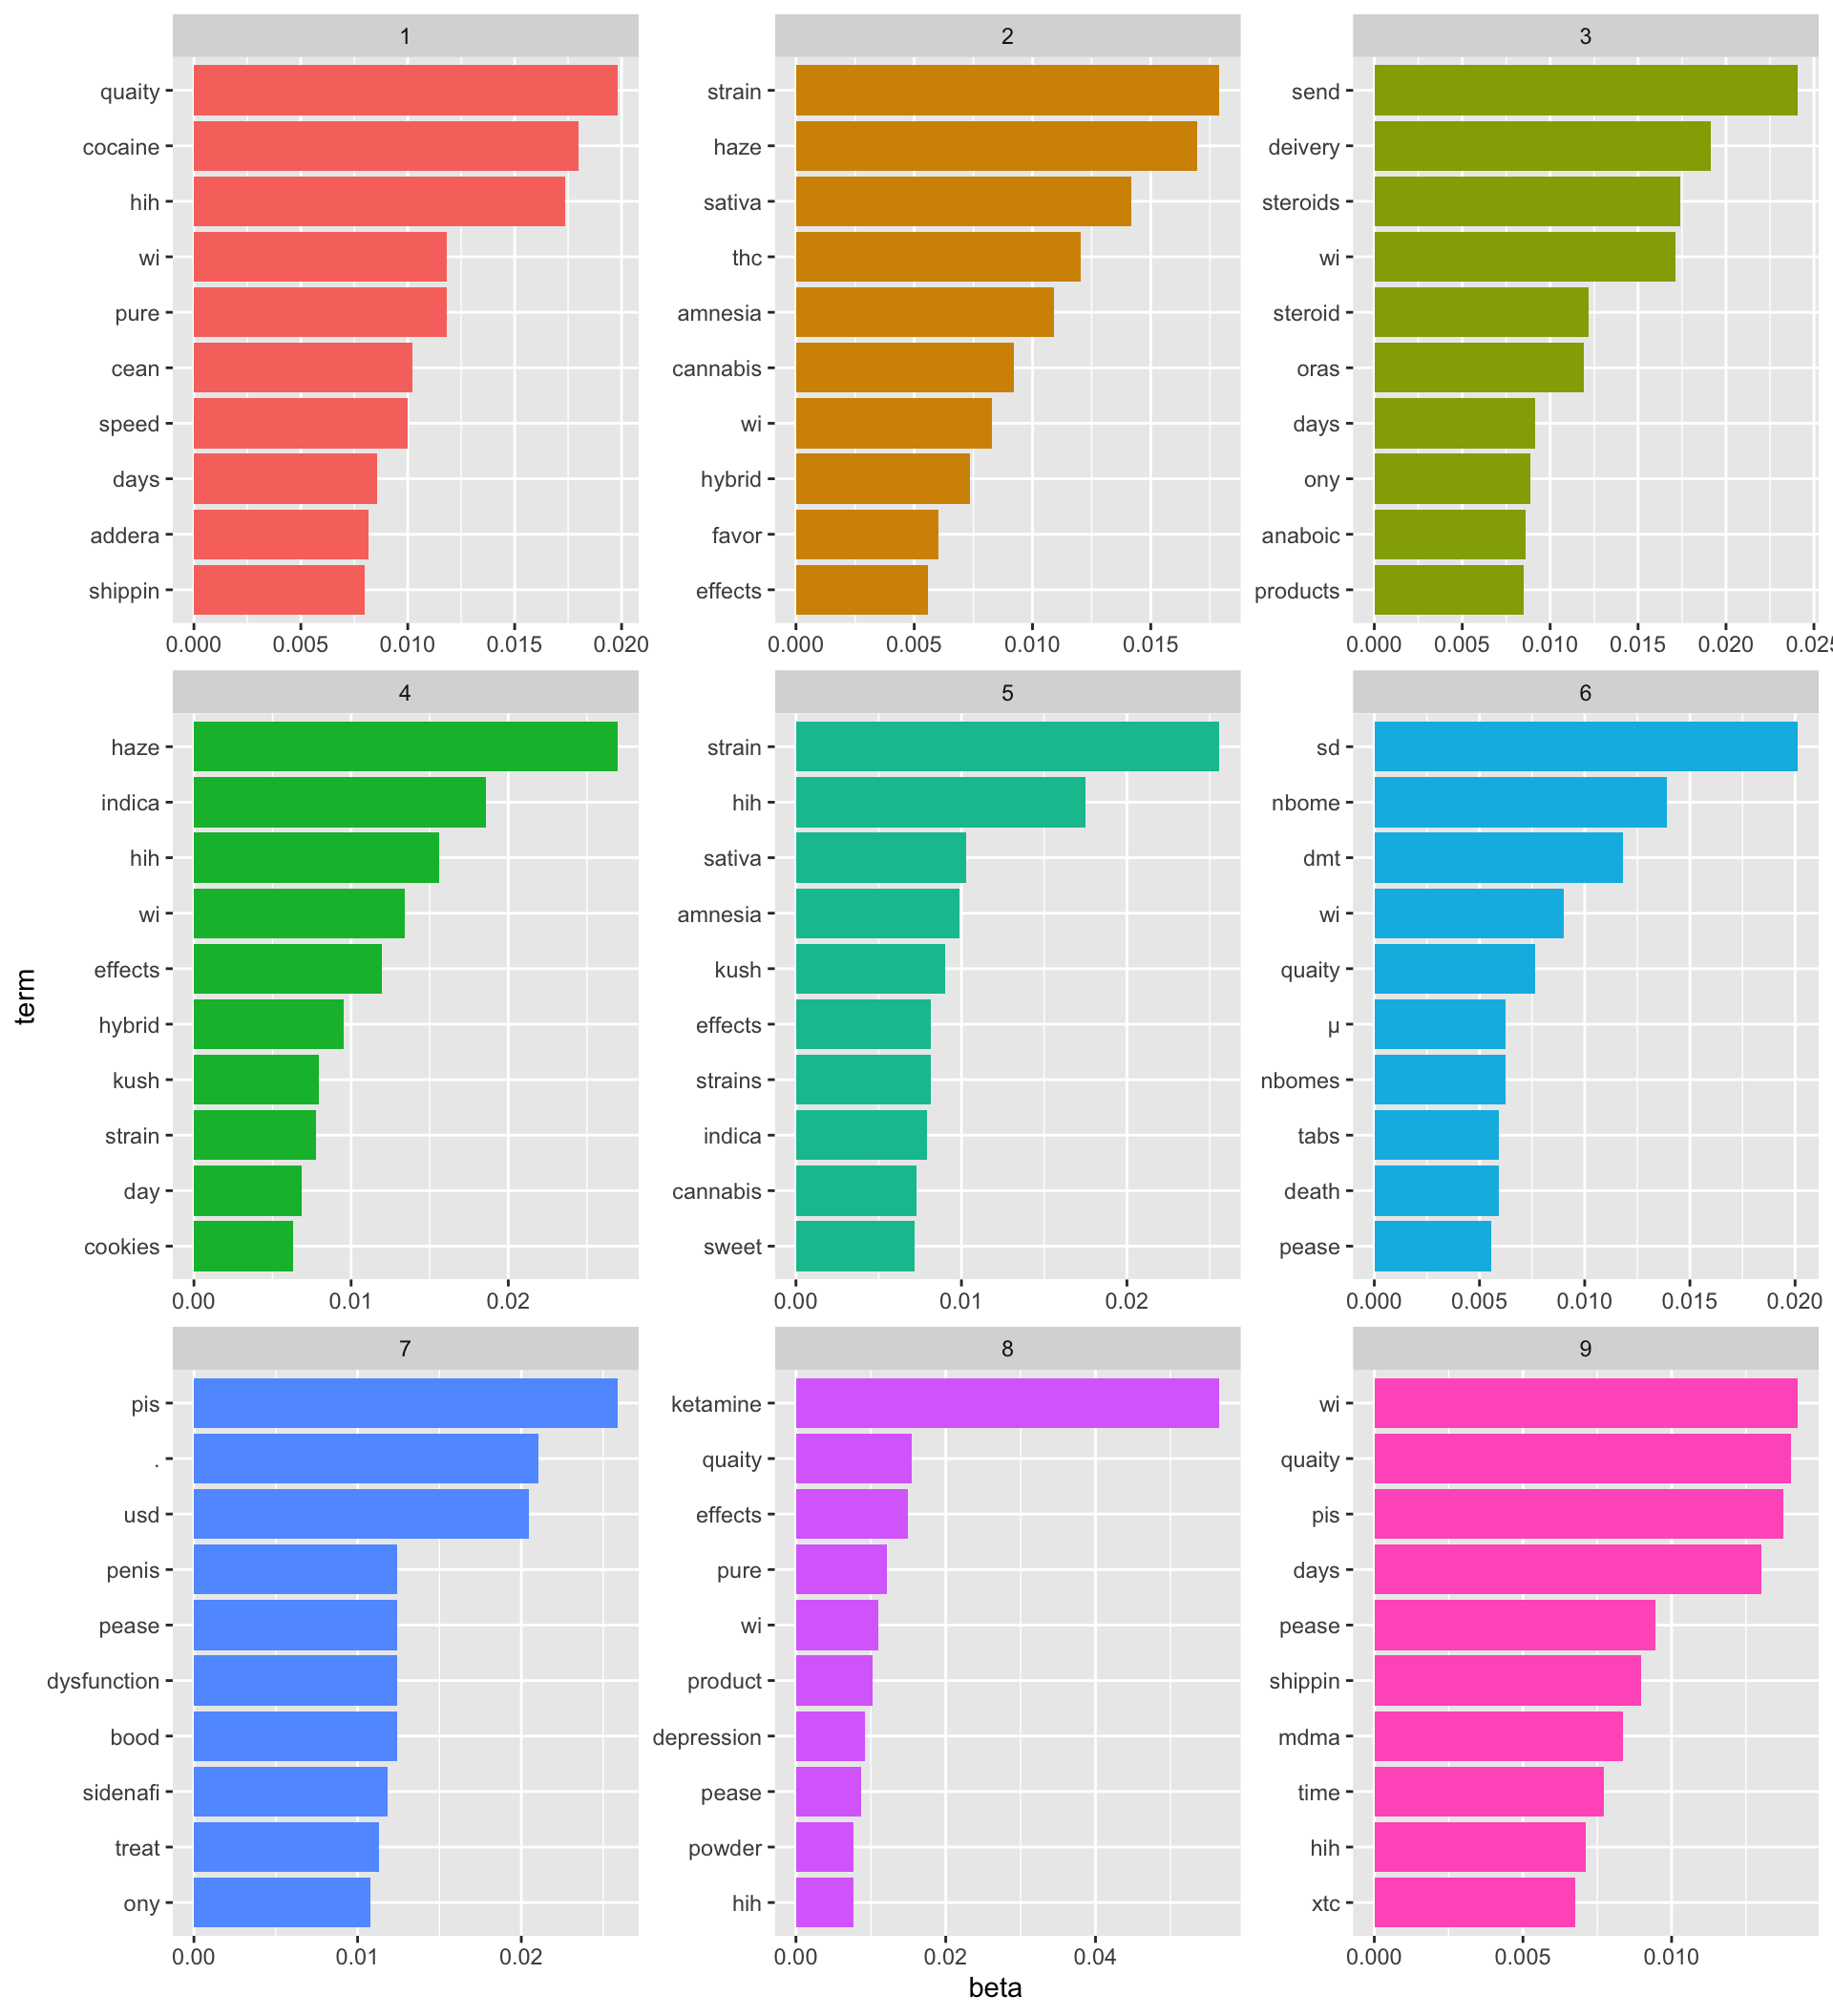 1
quaity
cocaine
hih
wi
pure
cean
speed
days
addera
shippin
0.000 0.005 0.010 0.015 0.020
2
strain
haze
sativa
thc
amnesia
cannabis
wi
hybrid
favor
effects
0.000 0.005 0.010 0.015
3
send
deivery
steroids
wi
steroid
oras
days
ony
anaboic
products
0.000 0.005 0.010 0.015 0.020 0.025
4
haze
indica
hih
wi
effects
hybrid
kush
strain
day
cookies
0.00 0.01 0.02
5
strain
hih
sativa
amnesia
kush
effects
strains
indica
cannabis
sweet
0.00 0.01 0.02
6
sd
nbome
dmt
wi
quaity
µ
nbomes
tabs
death
pease
0.000 0.005 0.010 0.015 0.020
7
pis
.
usd
penis
pease
dysfunction
bood
sidenafi
treat
ony
0.00 0.01 0.02
8
ketamine
quaity
effects
pure
wi
product
depression
pease
powder
hih
0.00 0.02 0.04
9
wi
quaity
pis
days
pease
shippin
mdma
time
hih
xtc
0.000 0.005 0.010
term
beta